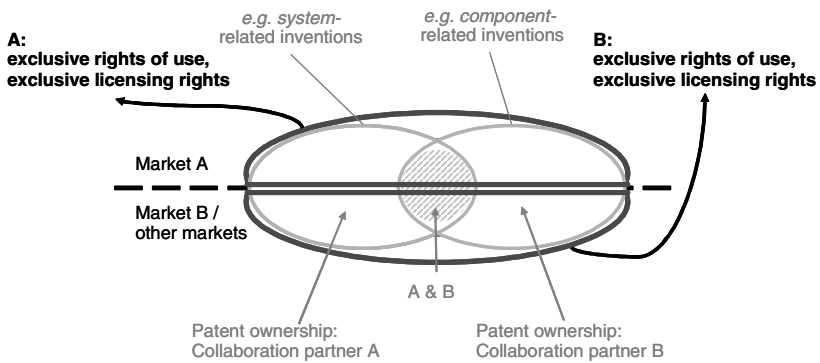 A:
exclusive rights of use,
exclusive licensing rights
e.g. system-
related inventions
e.g. component-
related inventions
B:
exclusive rights of use,
exclusive licensing rights
Market A
Market B /
other markets
A & B
Patent ownership:
Collaboration partner A
Patent ownership:
Collaboration partner B